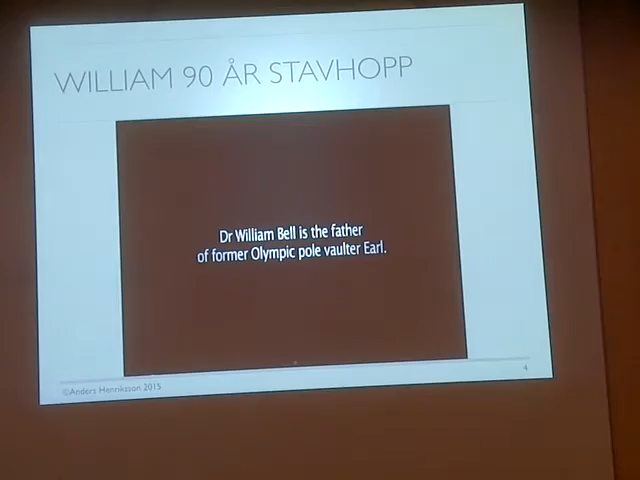 WILLIAM 90 ÅR STAVHOPP
Dr William Bell is the father
of former Olympic pole vaulter Earl.
©Anders Henriksson 2015
4